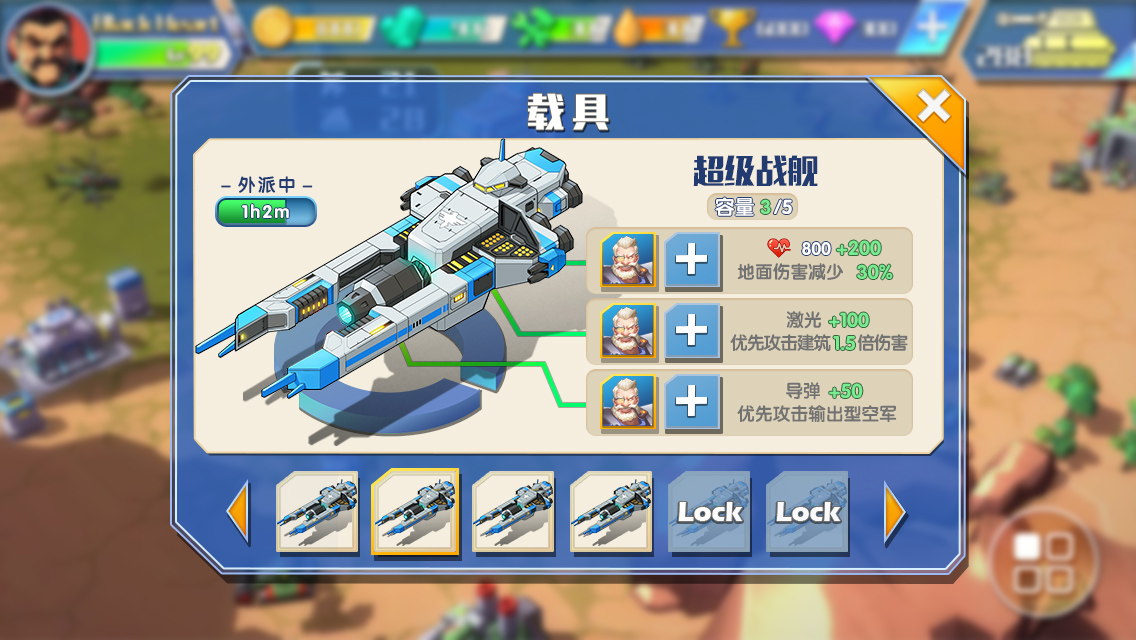 载具
– 外派中 –
1h2m
超级战舰
容量 3/5
800 +200
地面伤害减少 30%
激光 +100
优先攻击建筑1.5倍伤害
导弹 +50
优先攻击输出型空军
Lock
Lock